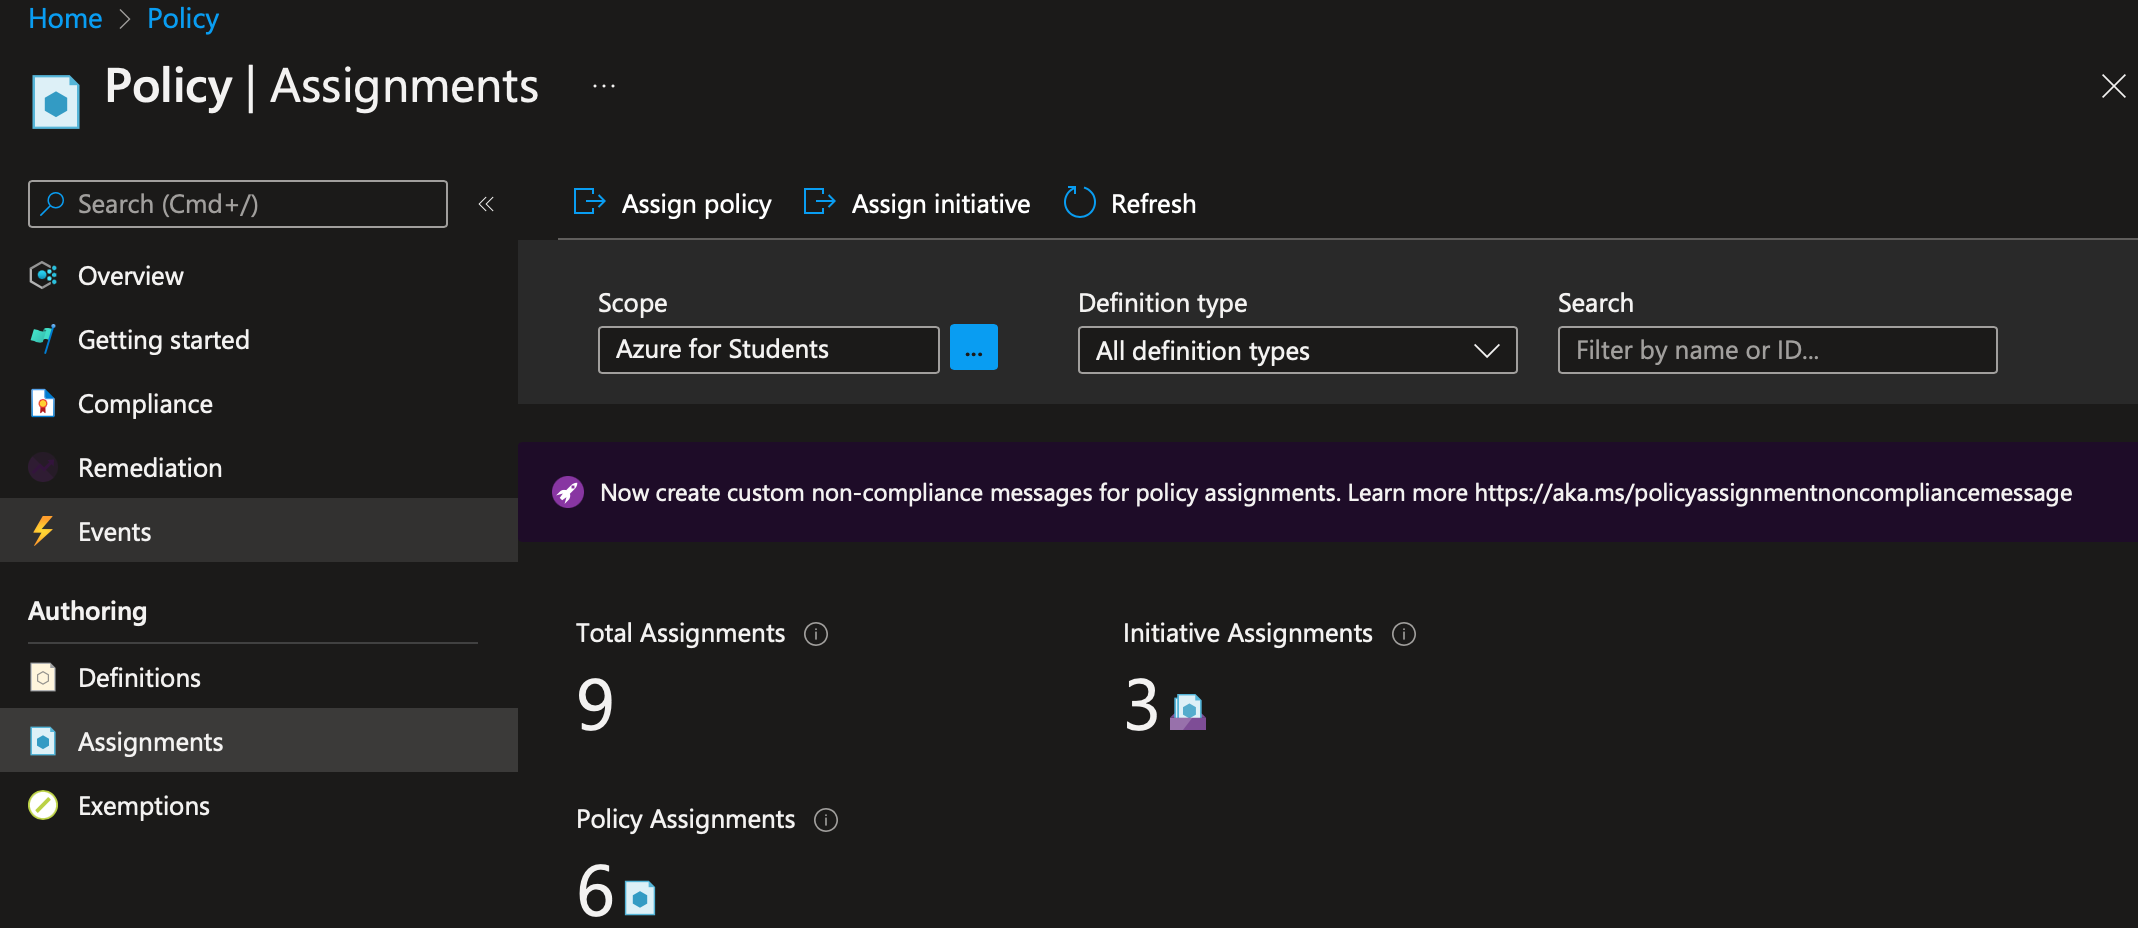 Home > Policy
Policy | Assignments ...
Search (Cmd+/)
«
Overview
Getting started
Compliance
Remediation
Events
Authoring
Definitions
Assignments
Exemptions
Assign policy Assign initiative Refresh
Scope Definition type Search
Azure for Students ... All definition types Filter by name or ID...
Now create custom non-compliance messages for policy assignments. Learn more https://aka.ms/policyassignmentnoncompliancemessage
Total Assignments Initiative Assignments
9 3
Policy Assignments
6